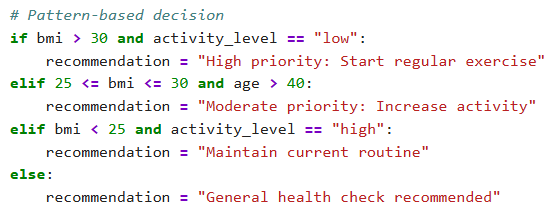 # Pattern-based decision
if bmi > 30 and activity_level == "low":
    recommendation = "High priority: Start regular exercise"
elif 25 <= bmi <= 30 and age > 40:
    recommendation = "Moderate priority: Increase activity"
elif bmi < 25 and activity_level == "high":
    recommendation = "Maintain current routine"
else:
    recommendation = "General health check recommended"